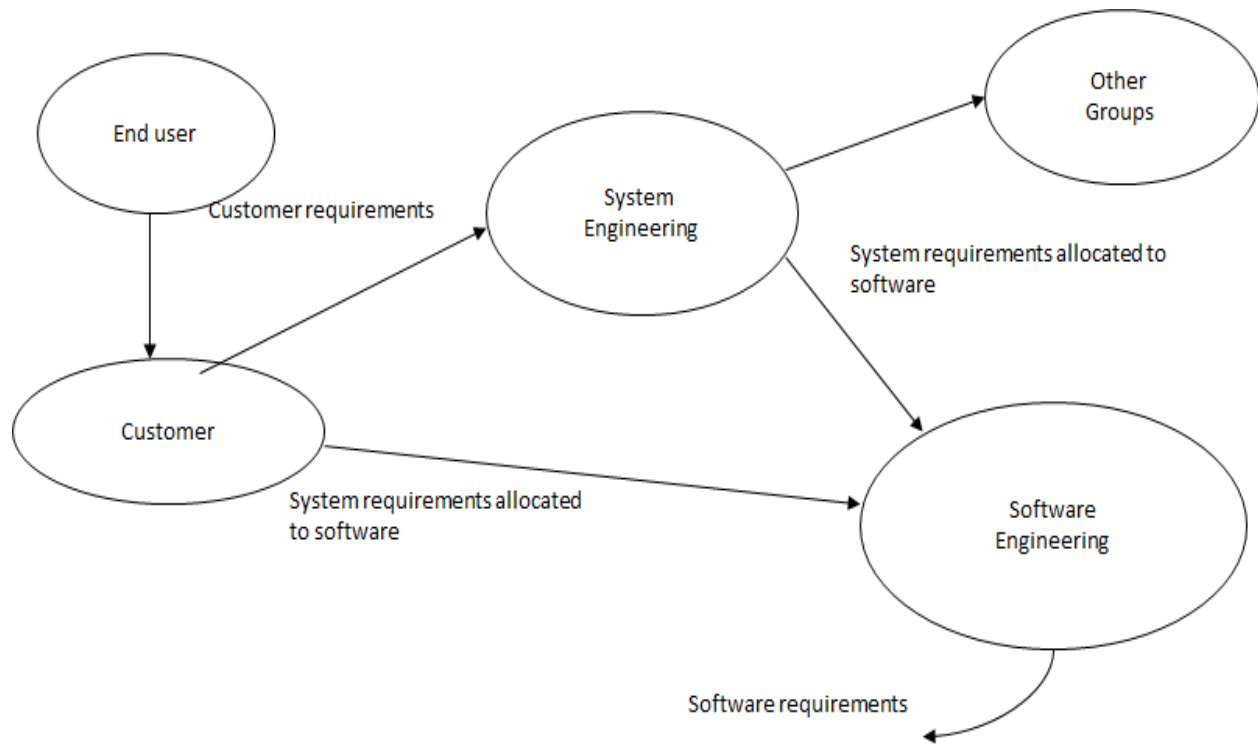 Other
Groups
End user
System
Engineering
Customer requirements
System requirements allocated to
software
Customer
System requirements allocated
to software
Software
Engineering
Software requirements